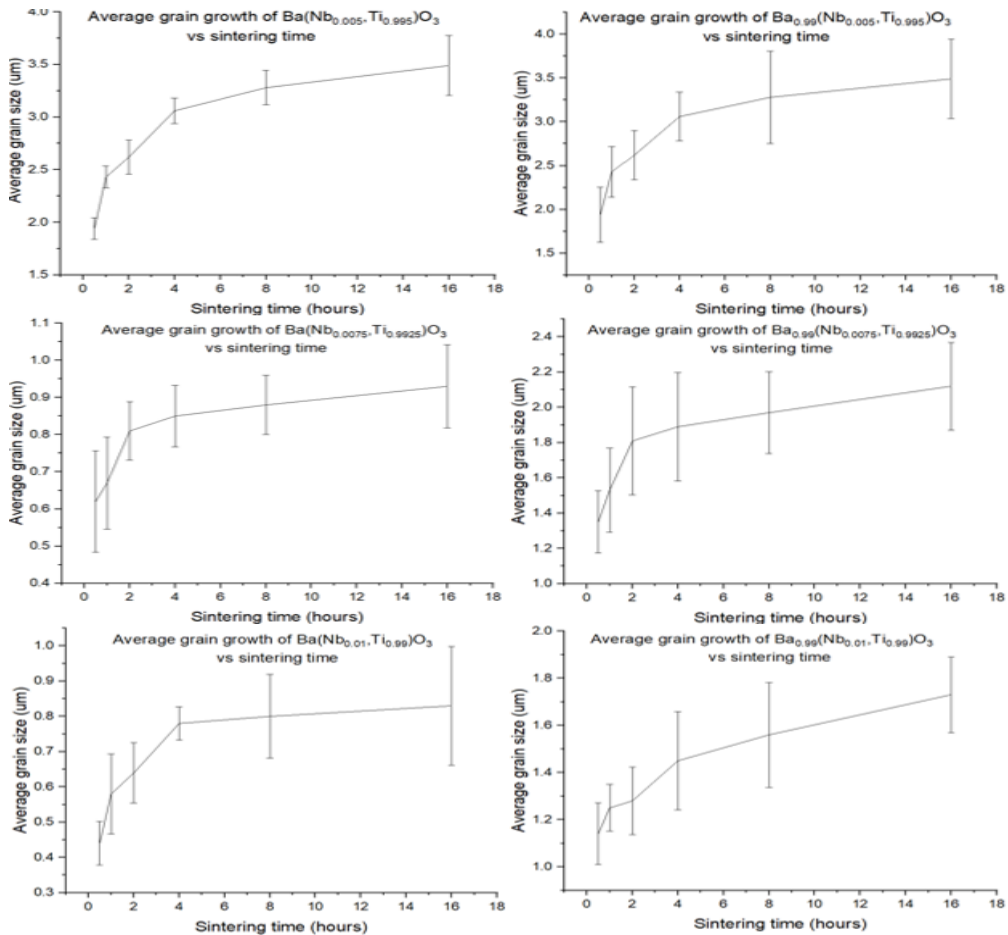 Average grain growth of Ba(Nb₀.₀₀₅,Ti₀.₉₉₅)O₃
vs sintering time
Average grain size (um)
4.0
3.5
3.0
2.5
2.0
1.5
0 2 4 6 8 10 12 14 16 18
Sintering time (hours)
Average grain growth of Ba₀.₉₉(Nb₀.₀₀₅,Ti₀.₉₉₅)O₃
vs sintering time
Average grain size (um)
4.0
3.5
3.0
2.5
2.0
1.5
0 2 4 6 8 10 12 14 16 18
Sintering time (hours)
Average grain growth of Ba(Nb₀.₀₀₇₅,Ti₀.₉₉₂₅)O₃
vs sintering time
Average grain size (um)
1.1
1.0
0.9
0.8
0.7
0.6
0.5
0.4
0 2 4 6 8 10 12 14 16 18
Sintering time (hours)
Average grain growth of Ba₀.₉₉(Nb₀.₀₀₇₅,Ti₀.₉₉₂₅)O₃
vs sintering time
Average grain size (um)
2.4
2.2
2.0
1.8
1.6
1.4
1.2
1.0
0 2 4 6 8 10 12 14 16 18
Sintering time (hours)
Average grain growth of Ba(Nb₀.₀₁,Ti₀.₉₉)O₃
vs sintering time
Average grain size (um)
1.0
0.9
0.8
0.7
0.6
0.5
0.4
0.3
0 2 4 6 8 10 12 14 16 18
Sintering time (hours)
Average grain growth of Ba₀.₉₉(Nb₀.₀₁,Ti₀.₉₉)O₃
vs sintering time
Average grain size (um)
2.0
1.8
1.6
1.4
1.2
1.0
0 2 4 6 8 10 12 14 16 18
Sintering time (hours)